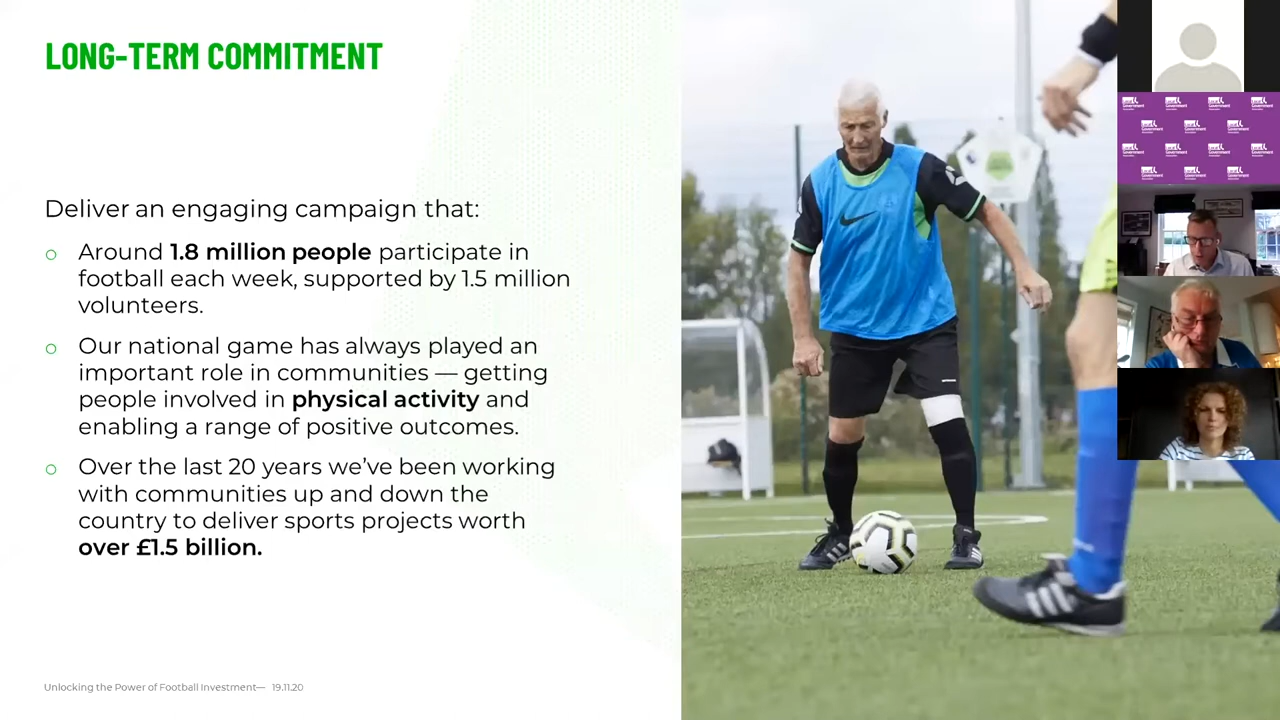 LONG-TERM COMMITMENT
Deliver an engaging campaign that:
Around 1.8 million people participate in
football each week, supported by 1.5 million
volunteers.
Our national game has always played an
important role in communities — getting
people involved in physical activity and
enabling a range of positive outcomes.
Over the last 20 years we’ve been working
with communities up and down the
country to deliver sports projects worth
over £1.5 billion.
Unlocking the Power of Football Investment— 19.11.20